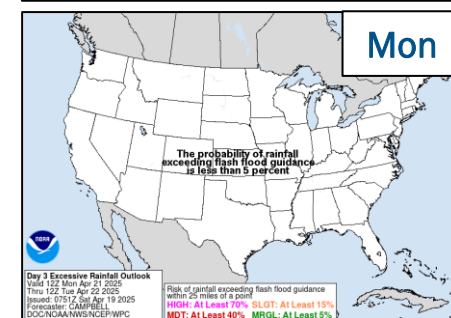 Mon
The probability of rainfall
exceeding flash flood guidance
is less than 5 percent
NOAA
Day 3 Excessive Rainfall Outlook
Valid 12Z Mon Apr 21 2025
Thru 12Z Tue Apr 22 2025
Issued: 0751Z Sat Apr 19 2025
Forecaster: CAMPBELL
DOC/NOAA/NWS/NCEP/WPC
Risk of rainfall exceeding flash flood guidance
within 25 miles of a point
HIGH: At Least 70% SLGT: At Least 15%
MDT: At Least 40% MRGL: At Least 5%